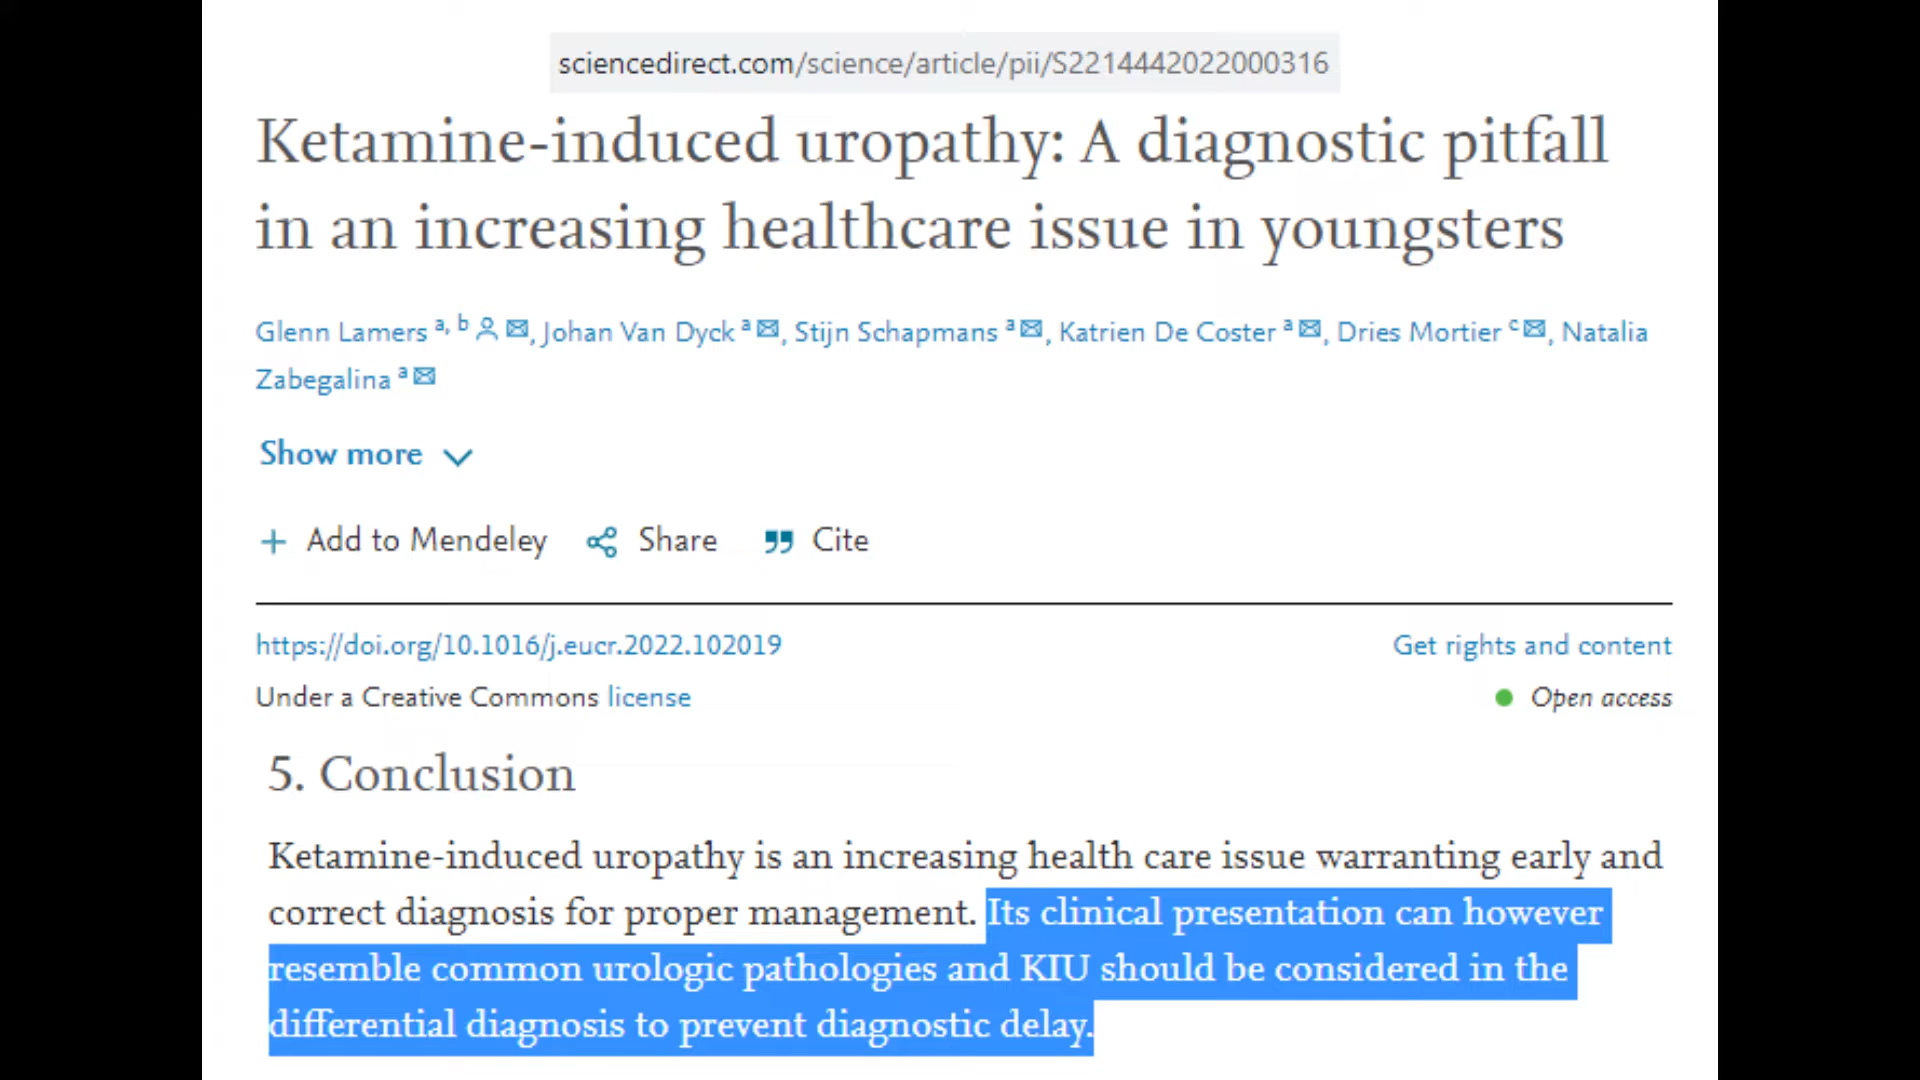 sciencedirect.com/science/article/pii/S2214442022000316
Ketamine-induced uropathy: A diagnostic pitfall
in an increasing healthcare issue in youngsters
Glenn Lamers a, b, Johan Van Dyck a, Stijn Schapmans a, Katrien De Coster a, Dries Mortier c, Natalia
Zabegalina a
Show more
+ Add to Mendeley Share Cite
https://doi.org/10.1016/j.eucr.2022.102019 Get rights and content
Under a Creative Commons license Open access
5. Conclusion
Ketamine-induced uropathy is an increasing health care issue warranting early and
correct diagnosis for proper management. Its clinical presentation can however
resemble common urologic pathologies and KIU should be considered in the
differential diagnosis to prevent diagnostic delay.